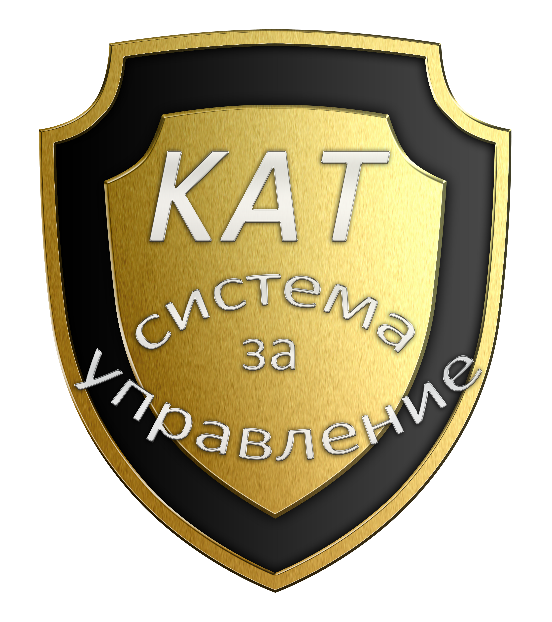 КАТ
система
за
управление